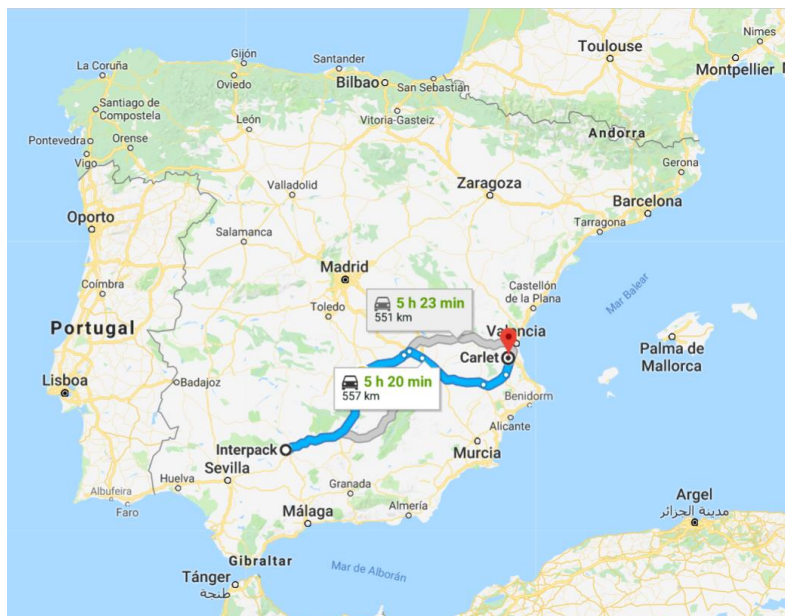 Nimes
Toulouse
Montpellier
La Coruña
Gijón
Santander
Oviedo
Bilbao
San Sebastián
Santiago de
Compostela
León
Vitoria-Gasteiz
Andorra
Pontevedra
Orense
Vigo
Gerona
Valladolid
Zaragoza
Barcelona
Oporto
Tarragona
Salamanca
Madrid
Coímbra
Castellón
de la Plana
Mar Balear
Toledo
5 h 23 min
551 km
Portugal
Valencia
Carlet
Palma de
Mallorca
Lisboa
Badajoz
5 h 20 min
557 km
Benidorm
Alicante
Interpack
Murcia
Sevilla
Huelva
Granada
Albufeira
Faro
Málaga
Almería
Argel
مدينة الجزائر
Gibraltar
Mar de Alborán
Tánger
طنجة